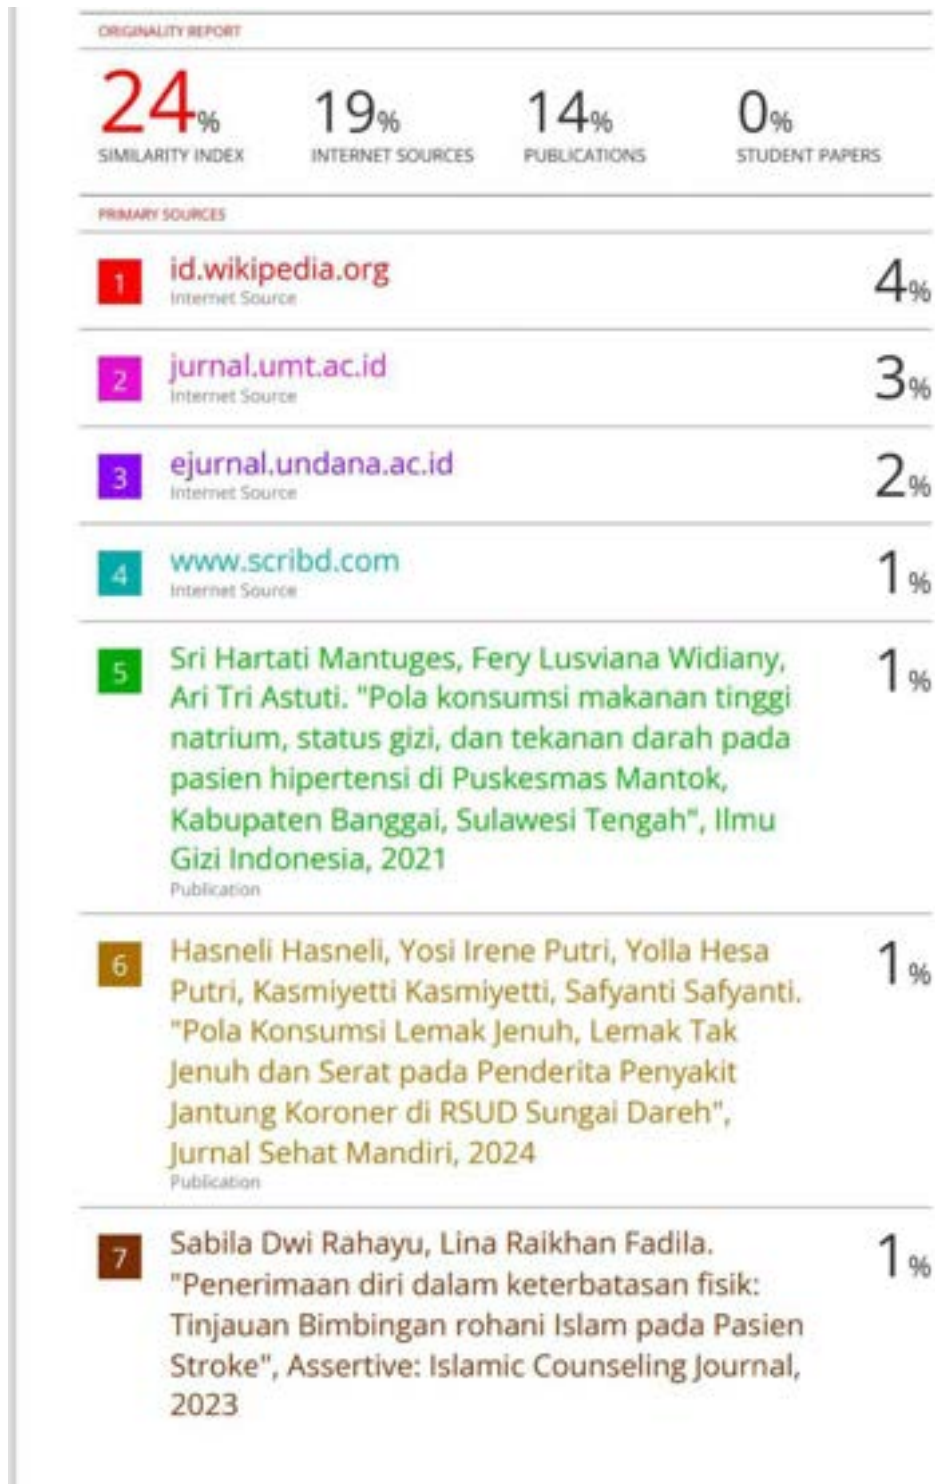 ORIGINALITY REPORT
24% 19% 14% 0%
SIMILARITY INDEX INTERNET SOURCES PUBLICATIONS STUDENT PAPERS
PRIMARY SOURCES
1 id.wikipedia.org 4%
Internet Source
2 jurnal.umt.ac.id 3%
Internet Source
3 ejurnal.undana.ac.id 2%
Internet Source
4 www.scribd.com 1%
Internet Source
5 Sri Hartati Mantuges, Fery Lusviana Widiany, 1%
Ari Tri Astuti. "Pola konsumsi makanan tinggi
natrium, status gizi, dan tekanan darah pada
pasien hipertensi di Puskesmas Mantok,
Kabupaten Banggai, Sulawesi Tengah", Ilmu
Gizi Indonesia, 2021
Publication
6 Hasneli Hasneli, Yosi Irene Putri, Yolla Hesa 1%
Putri, Kasmiyetti Kasmiyetti, Safyanti Safyanti.
"Pola Konsumsi Lemak Jenuh, Lemak Tak
Jenuh dan Serat pada Penderita Penyakit
Jantung Koroner di RSUD Sungai Dareh",
Jurnal Sehat Mandiri, 2024
Publication
7 Sabila Dwi Rahayu, Lina Raikhan Fadila. 1%
"Penerimaan diri dalam keterbatasan fisik:
Tinjauan Bimbingan rohani Islam pada Pasien
Stroke", Assertive: Islamic Counseling Journal,
2023